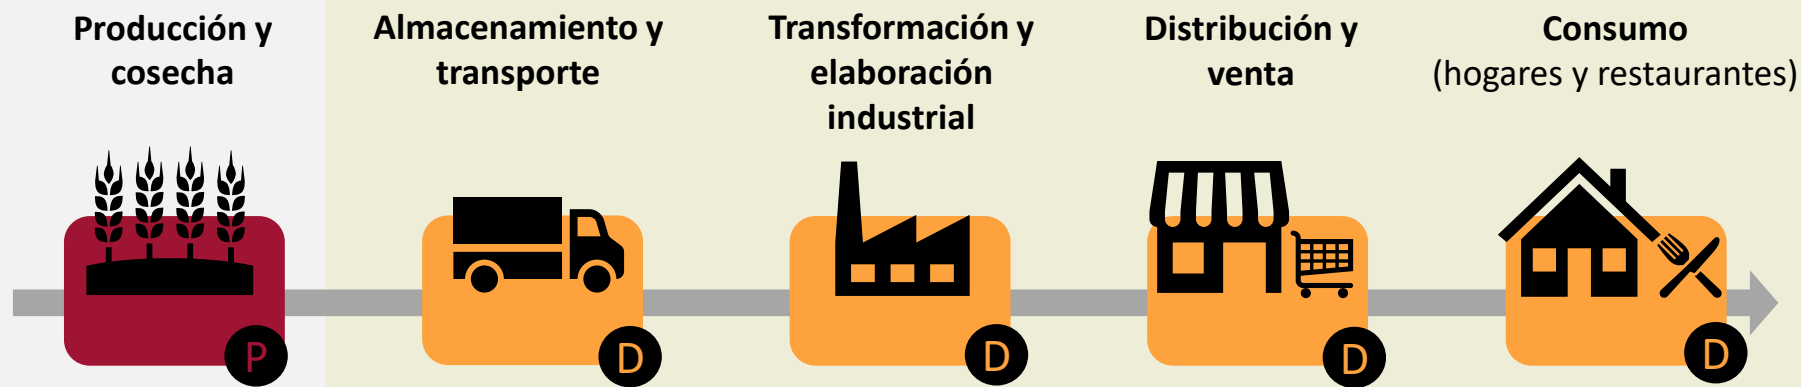 Producción y
cosecha
Almacenamiento y
transporte
Transformación y
elaboración
industrial
Distribución y
venta
Consumo
(hogares y restaurantes)
P
D
D
D
D